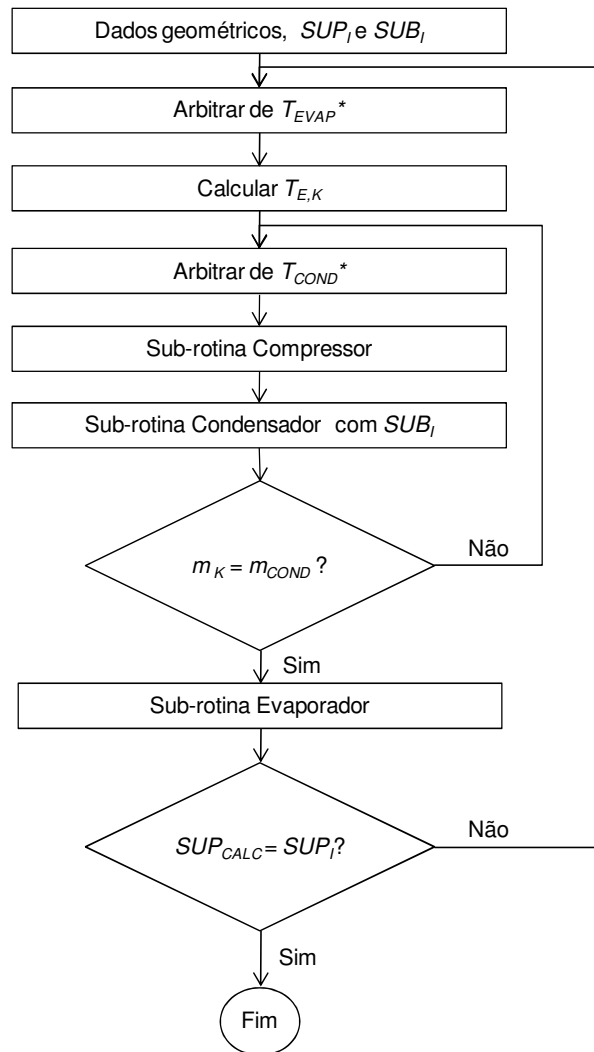 Dados geométricos, SUP_I e SUB_I
Arbitrar de T_EVAP*
Calcular T_E,K
Arbitrar de T_COND*
Sub-rotina Compressor
Sub-rotina Condensador com SUB_I
m_K = m_COND ?
Não
Sim
Sub-rotina Evaporador
SUP_CALC = SUP_I?
Não
Sim
Fim